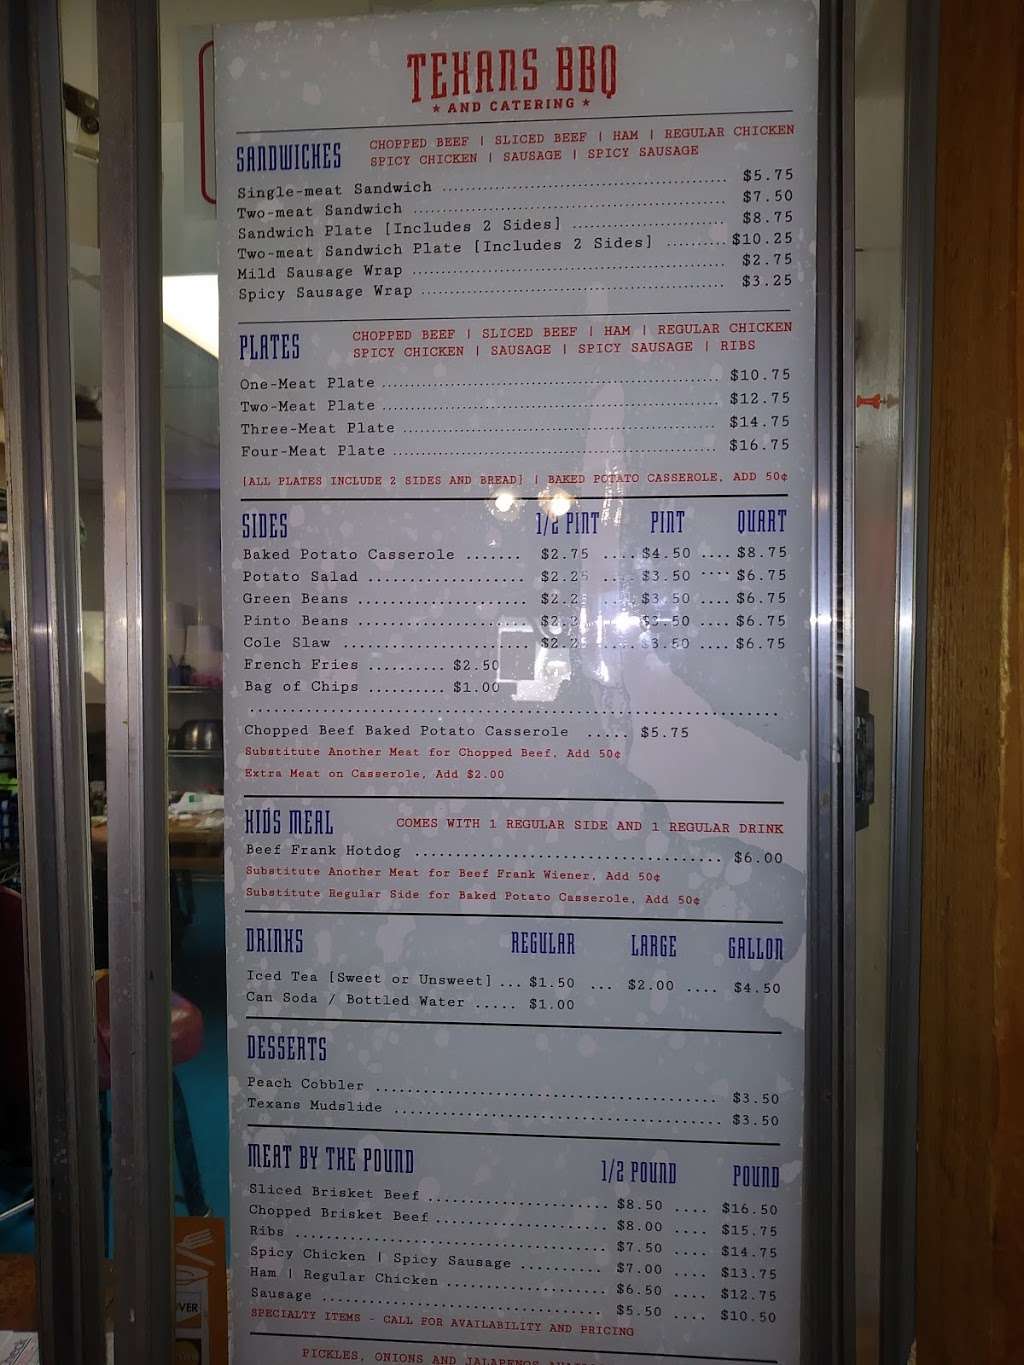 TEXANS BBQ
★ AND CATERING ★
SANDWICHES CHOPPED BEEF | SLICED BEEF | HAM | REGULAR CHICKEN
SPICY CHICKEN | SAUSAGE | SPICY SAUSAGE
Single-meat Sandwich $5.75
Two-meat Sandwich $7.50
Sandwich Plate [Includes 2 Sides] $8.75
Two-meat Sandwich Plate [Includes 2 Sides] $10.25
Mild Sausage Wrap $2.75
Spicy Sausage Wrap $3.25
PLATES CHOPPED BEEF | SLICED BEEF | HAM | REGULAR CHICKEN
SPICY CHICKEN | SAUSAGE | SPICY SAUSAGE | RIBS
One-Meat Plate $10.75
Two-Meat Plate $12.75
Three-Meat Plate $14.75
Four-Meat Plate $16.75
[ALL PLATES INCLUDE 2 SIDES AND BREAD] | BAKED POTATO CASSEROLE, ADD 50¢
SIDES 1/2 PINT PINT QUART
Baked Potato Casserole $2.75 $4.50 $8.75
Potato Salad $2.25 $3.50 $6.75
Green Beans $2.25 $3.50 $6.75
Pinto Beans $2.25 $3.50 $6.75
Cole Slaw $2.25 $3.50 $6.75
French Fries $2.50
Bag of Chips $1.00
Chopped Beef Baked Potato Casserole $5.75
Substitute Another Meat for Chopped Beef, Add 50¢
Extra Meat on Casserole, Add $2.00
KIDS MEAL COMES WITH 1 REGULAR SIDE AND 1 REGULAR DRINK
Beef Frank Hotdog $6.00
Substitute Another Meat for Beef Frank Wiener, Add 50¢
Substitute Regular Side for Baked Potato Casserole, Add 50¢
DRINKS REGULAR LARGE GALLON
Iced Tea [Sweet or Unsweet] $1.50 $2.00 $4.50
Can Soda / Bottled Water $1.00
DESSERTS
Peach Cobbler $3.50
Texans Mudslide $3.50
MEAT BY THE POUND 1/2 POUND POUND
Sliced Brisket Beef $8.50 $16.50
Chopped Brisket Beef $8.00 $15.75
Ribs $7.50 $14.75
Spicy Chicken | Spicy Sausage $7.00 $13.75
Ham | Regular Chicken $6.50 $12.75
Sausage $5.50 $10.50
SPECIALTY ITEMS - CALL FOR AVAILABILITY AND PRICING
PICKLES, ONIONS AND JALAPENOS